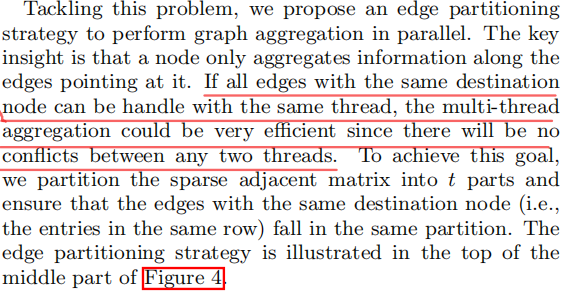 Tackling this problem, we propose an edge partitioning
strategy to perform graph aggregation in parallel. The key
insight is that a node only aggregates information along the
edges pointing at it. If all edges with the same destination
node can be handle with the same thread, the multi-thread
aggregation could be very efficient since there will be no
conflicts between any two threads. To achieve this goal,
we partition the sparse adjacent matrix into t parts and
ensure that the edges with the same destination node (i.e.,
the entries in the same row) fall in the same partition. The
edge partitioning strategy is illustrated in the top of the
middle part of Figure 4.